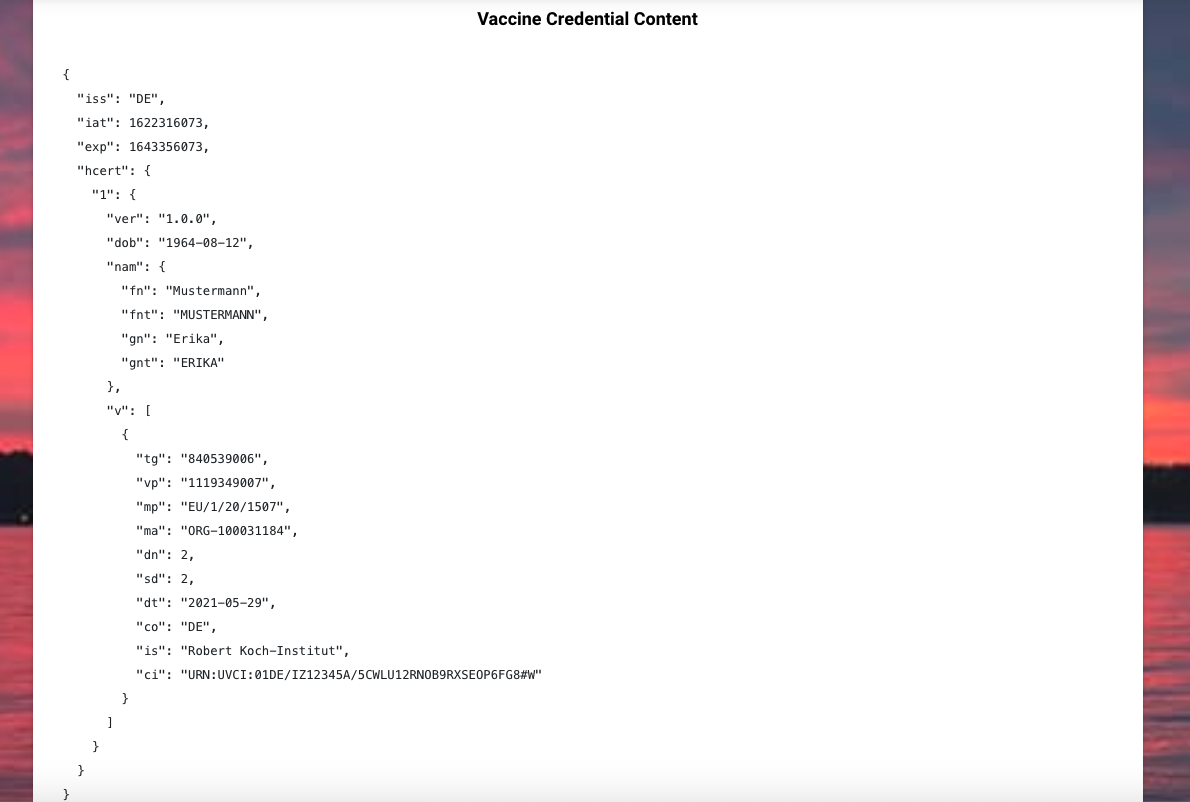 Vaccine Credential Content
{
  "iss": "DE",
  "iat": 1622316073,
  "exp": 1643356073,
  "hcert": {
    "1": {
      "ver": "1.0.0",
      "dob": "1964-08-12",
      "nam": {
        "fn": "Mustermann",
        "fnt": "MUSTERMANN",
        "gn": "Erika",
        "gnt": "ERIKA"
      },
      "v": [
        {
          "tg": "840539006",
          "vp": "1119349007",
          "mp": "EU/1/20/1507",
          "ma": "ORG-100031184",
          "dn": 2,
          "sd": 2,
          "dt": "2021-05-29",
          "co": "DE",
          "is": "Robert Koch-Institut",
          "ci": "URN:UVCI:01DE/IZ12345A/5CWLU12RNOB9RXSEOP6FG8#W"
        }
      ]
    }
  }
}